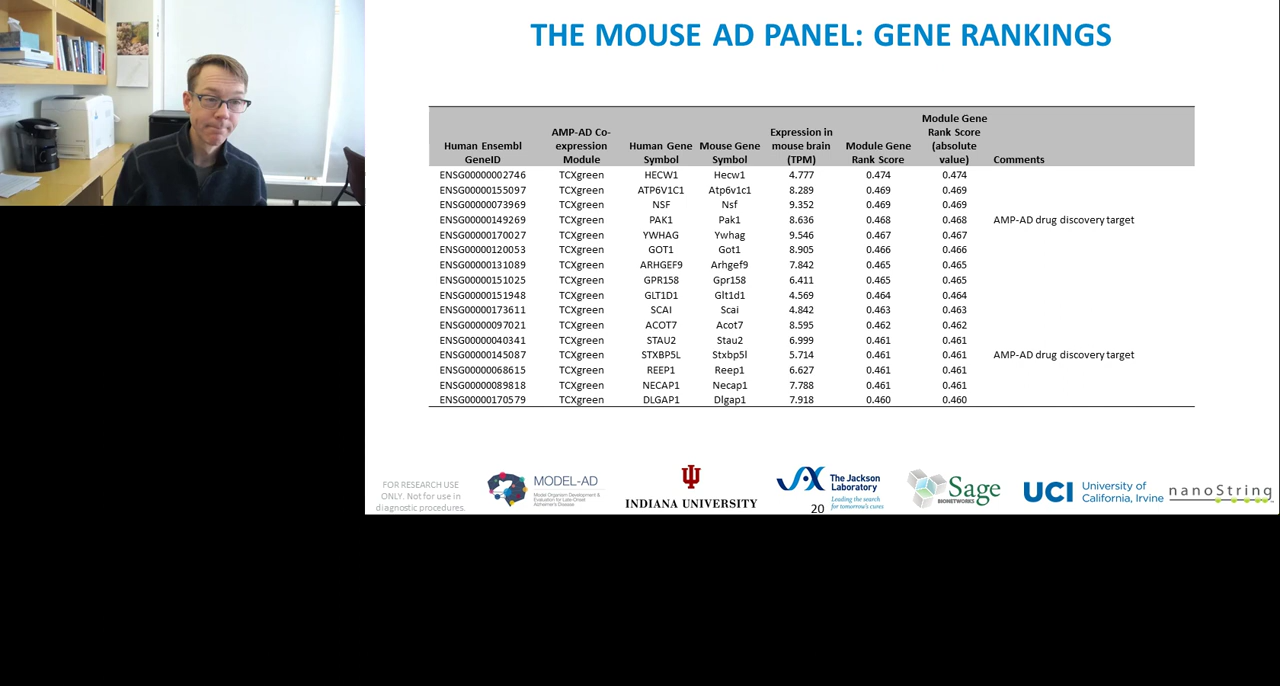 THE MOUSE AD PANEL: GENE RANKINGS
Human Ensembl GeneID AMP-AD Co-expression Module Human Gene Symbol Mouse Gene Symbol Expression in mouse brain (TPM) Module Gene Rank Score Module Gene Rank Score (absolute value) Comments
ENSG00000002746 TCXgreen HECW1 Hecw1 4.777 0.474 0.474
ENSG00000155097 TCXgreen ATP6V1C1 Atp6v1c1 8.289 0.469 0.469
ENSG00000073969 TCXgreen NSF Nsf 9.352 0.469 0.469
ENSG00000149269 TCXgreen PAK1 Pak1 8.636 0.468 0.468 AMP-AD drug discovery target
ENSG00000170027 TCXgreen YWHAG Ywhag 9.546 0.467 0.467
ENSG00000120053 TCXgreen GOT1 Got1 8.905 0.466 0.466
ENSG00000131089 TCXgreen ARHGEF9 Arhgef9 7.842 0.465 0.465
ENSG00000151025 TCXgreen GPR158 Gpr158 6.411 0.465 0.465
ENSG00000151948 TCXgreen GLT1D1 Glt1d1 4.569 0.464 0.464
ENSG00000173611 TCXgreen SCAI Scai 4.842 0.463 0.463
ENSG00000097021 TCXgreen ACOT7 Acot7 8.595 0.462 0.462
ENSG00000040341 TCXgreen STAU2 Stau2 6.999 0.461 0.461
ENSG00000145087 TCXgreen STXBP5L Stxbp5l 5.714 0.461 0.461 AMP-AD drug discovery target
ENSG00000068615 TCXgreen REEP1 Reep1 6.627 0.461 0.461
ENSG00000089818 TCXgreen NECAP1 Necap1 7.788 0.461 0.461
ENSG00000170579 TCXgreen DLGAP1 Dlgap1 7.918 0.460 0.460
FOR RESEARCH USE
ONLY. Not for use in
diagnostic procedures.
MODEL-AD
Model Organism Development &
Evaluation for Late-Onset
Alzheimer's Disease
INDIANA UNIVERSITY
The Jackson
Laboratory
Leading the search
for tomorrow's cures
20
Sage
BIONETWORKS
UCI University of
California, Irvine
nanoString